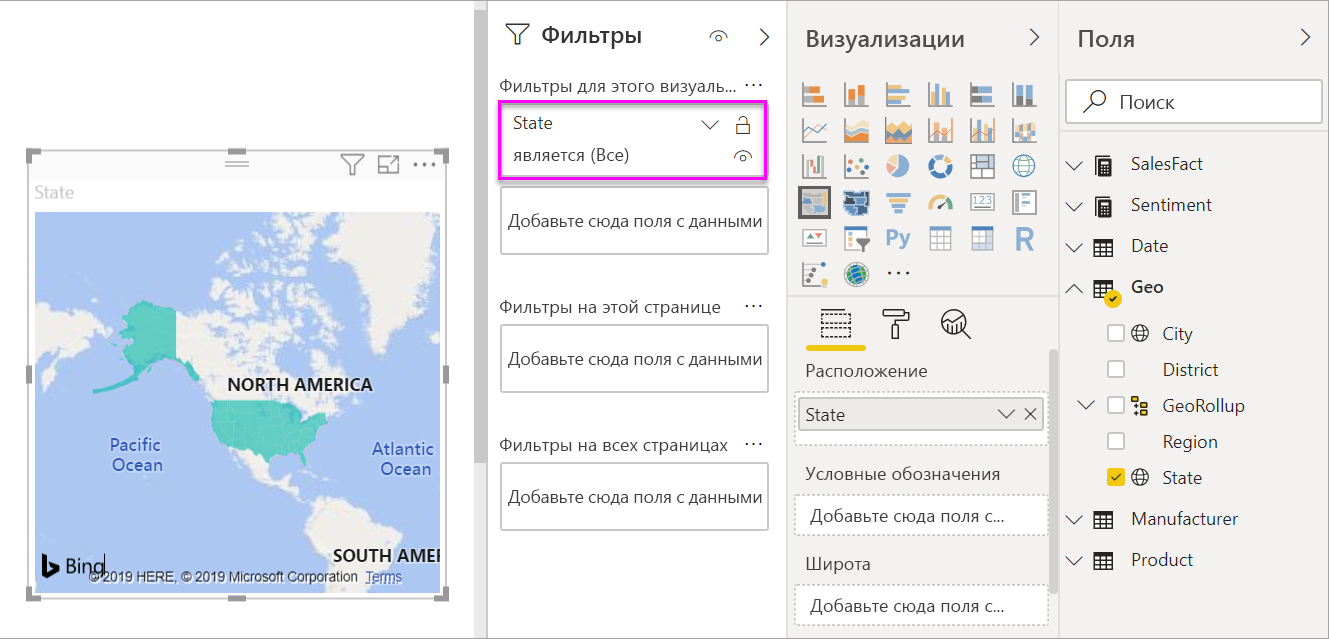 State
NORTH AMERICA
Pacific
Ocean
Atlantic
Ocean
SOUTH AMER
Bing
© 2019 HERE, © 2019 Microsoft Corporation Terms
Фильтры
Фильтры для этого визуаль... ...
State
является (Все)
Добавьте сюда поля с данными
Фильтры на этой странице ...
Добавьте сюда поля с данными
Фильтры на всех страницах ...
Добавьте сюда поля с данными
Визуализации
123
Py
R
...
Расположение
State
Условные обозначения
Добавьте сюда поля с...
Широта
Добавьте сюда поля с...
Поля
Поиск
SalesFact
Sentiment
Date
Geo
City
District
GeoRollup
Region
State
Manufacturer
Product